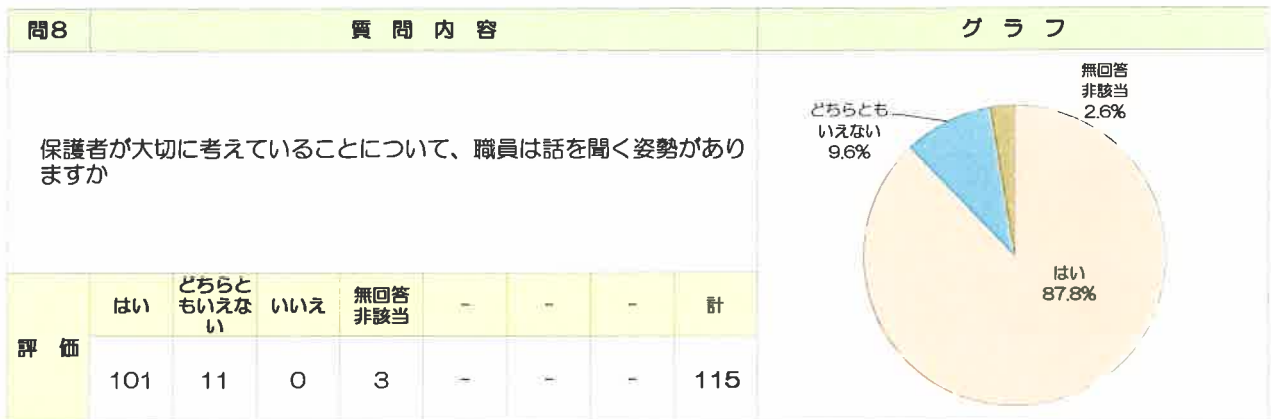 問8 質問内容 グラフ
保護者が大切に考えていることについて、職員は話を聞く姿勢があり
ますか
無回答
非該当
2.6%
どちらとも
いえない
9.6%
はい
87.8%
評価
はい どちらと
もいえな
い いいえ 無回答
非該当 - - - 計
101 11 0 3 - - - 115